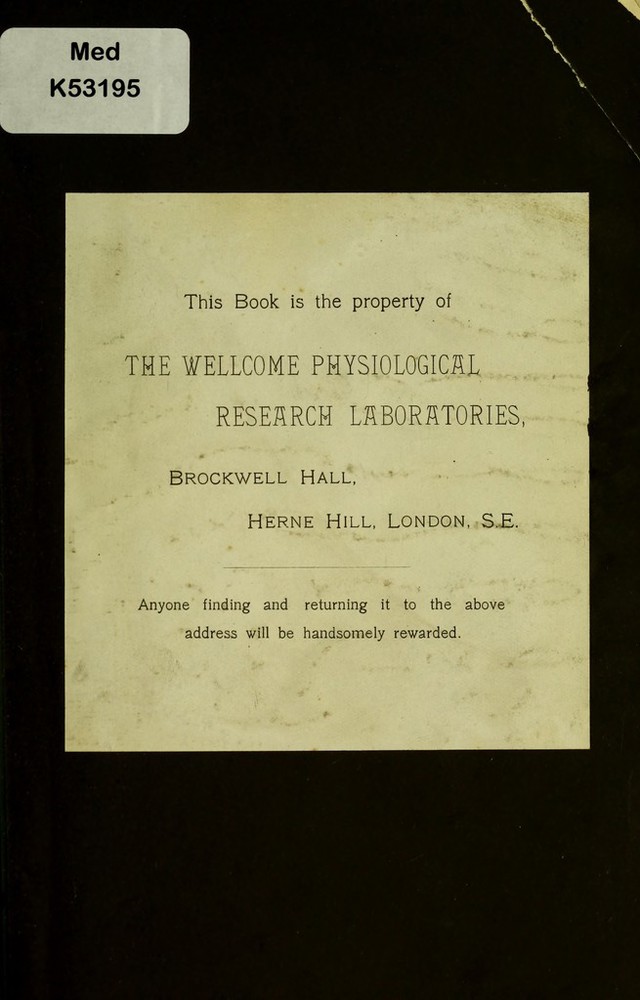 Med
K53195
This Book is the property of
THE WELLCOME PHYSIOLOGICAL
RESEARCH LABORATORIES,
BROCKWELL HALL,
HERNE HILL, LONDON, S.E.
Anyone finding and returning it to the above
address will be handsomely rewarded.